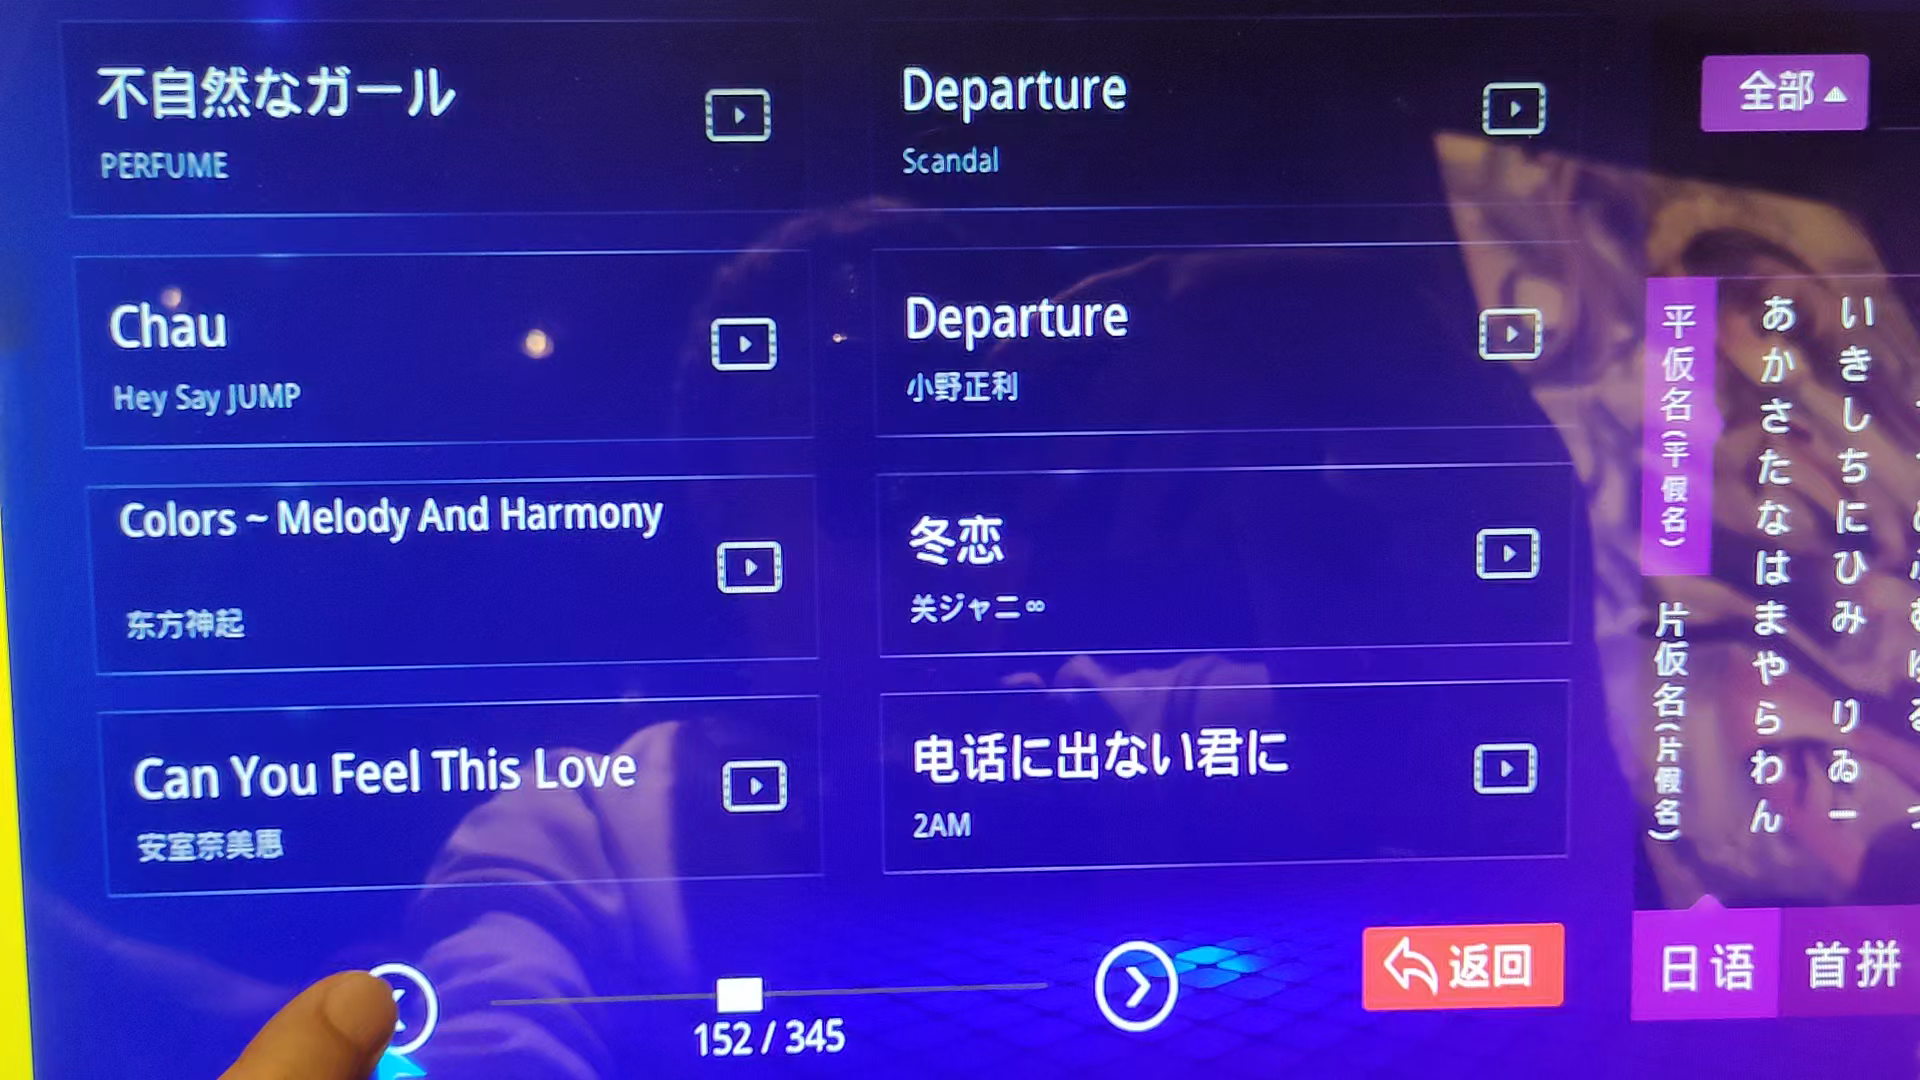 不自然なガール
PERFUME
Departure
Scandal
Chau
Hey Say JUMP
Departure
小野正利
Colors ~ Melody And Harmony
东方神起
冬恋
关ジャニ∞
Can You Feel This Love
安室奈美恵
电话に出ない君に
2AM
152 / 345
返回
全部
平仮名(平假名)
片仮名(片假名)
あかさたなはまやらわん
いきしちにひみ りゐー
日语
首拼